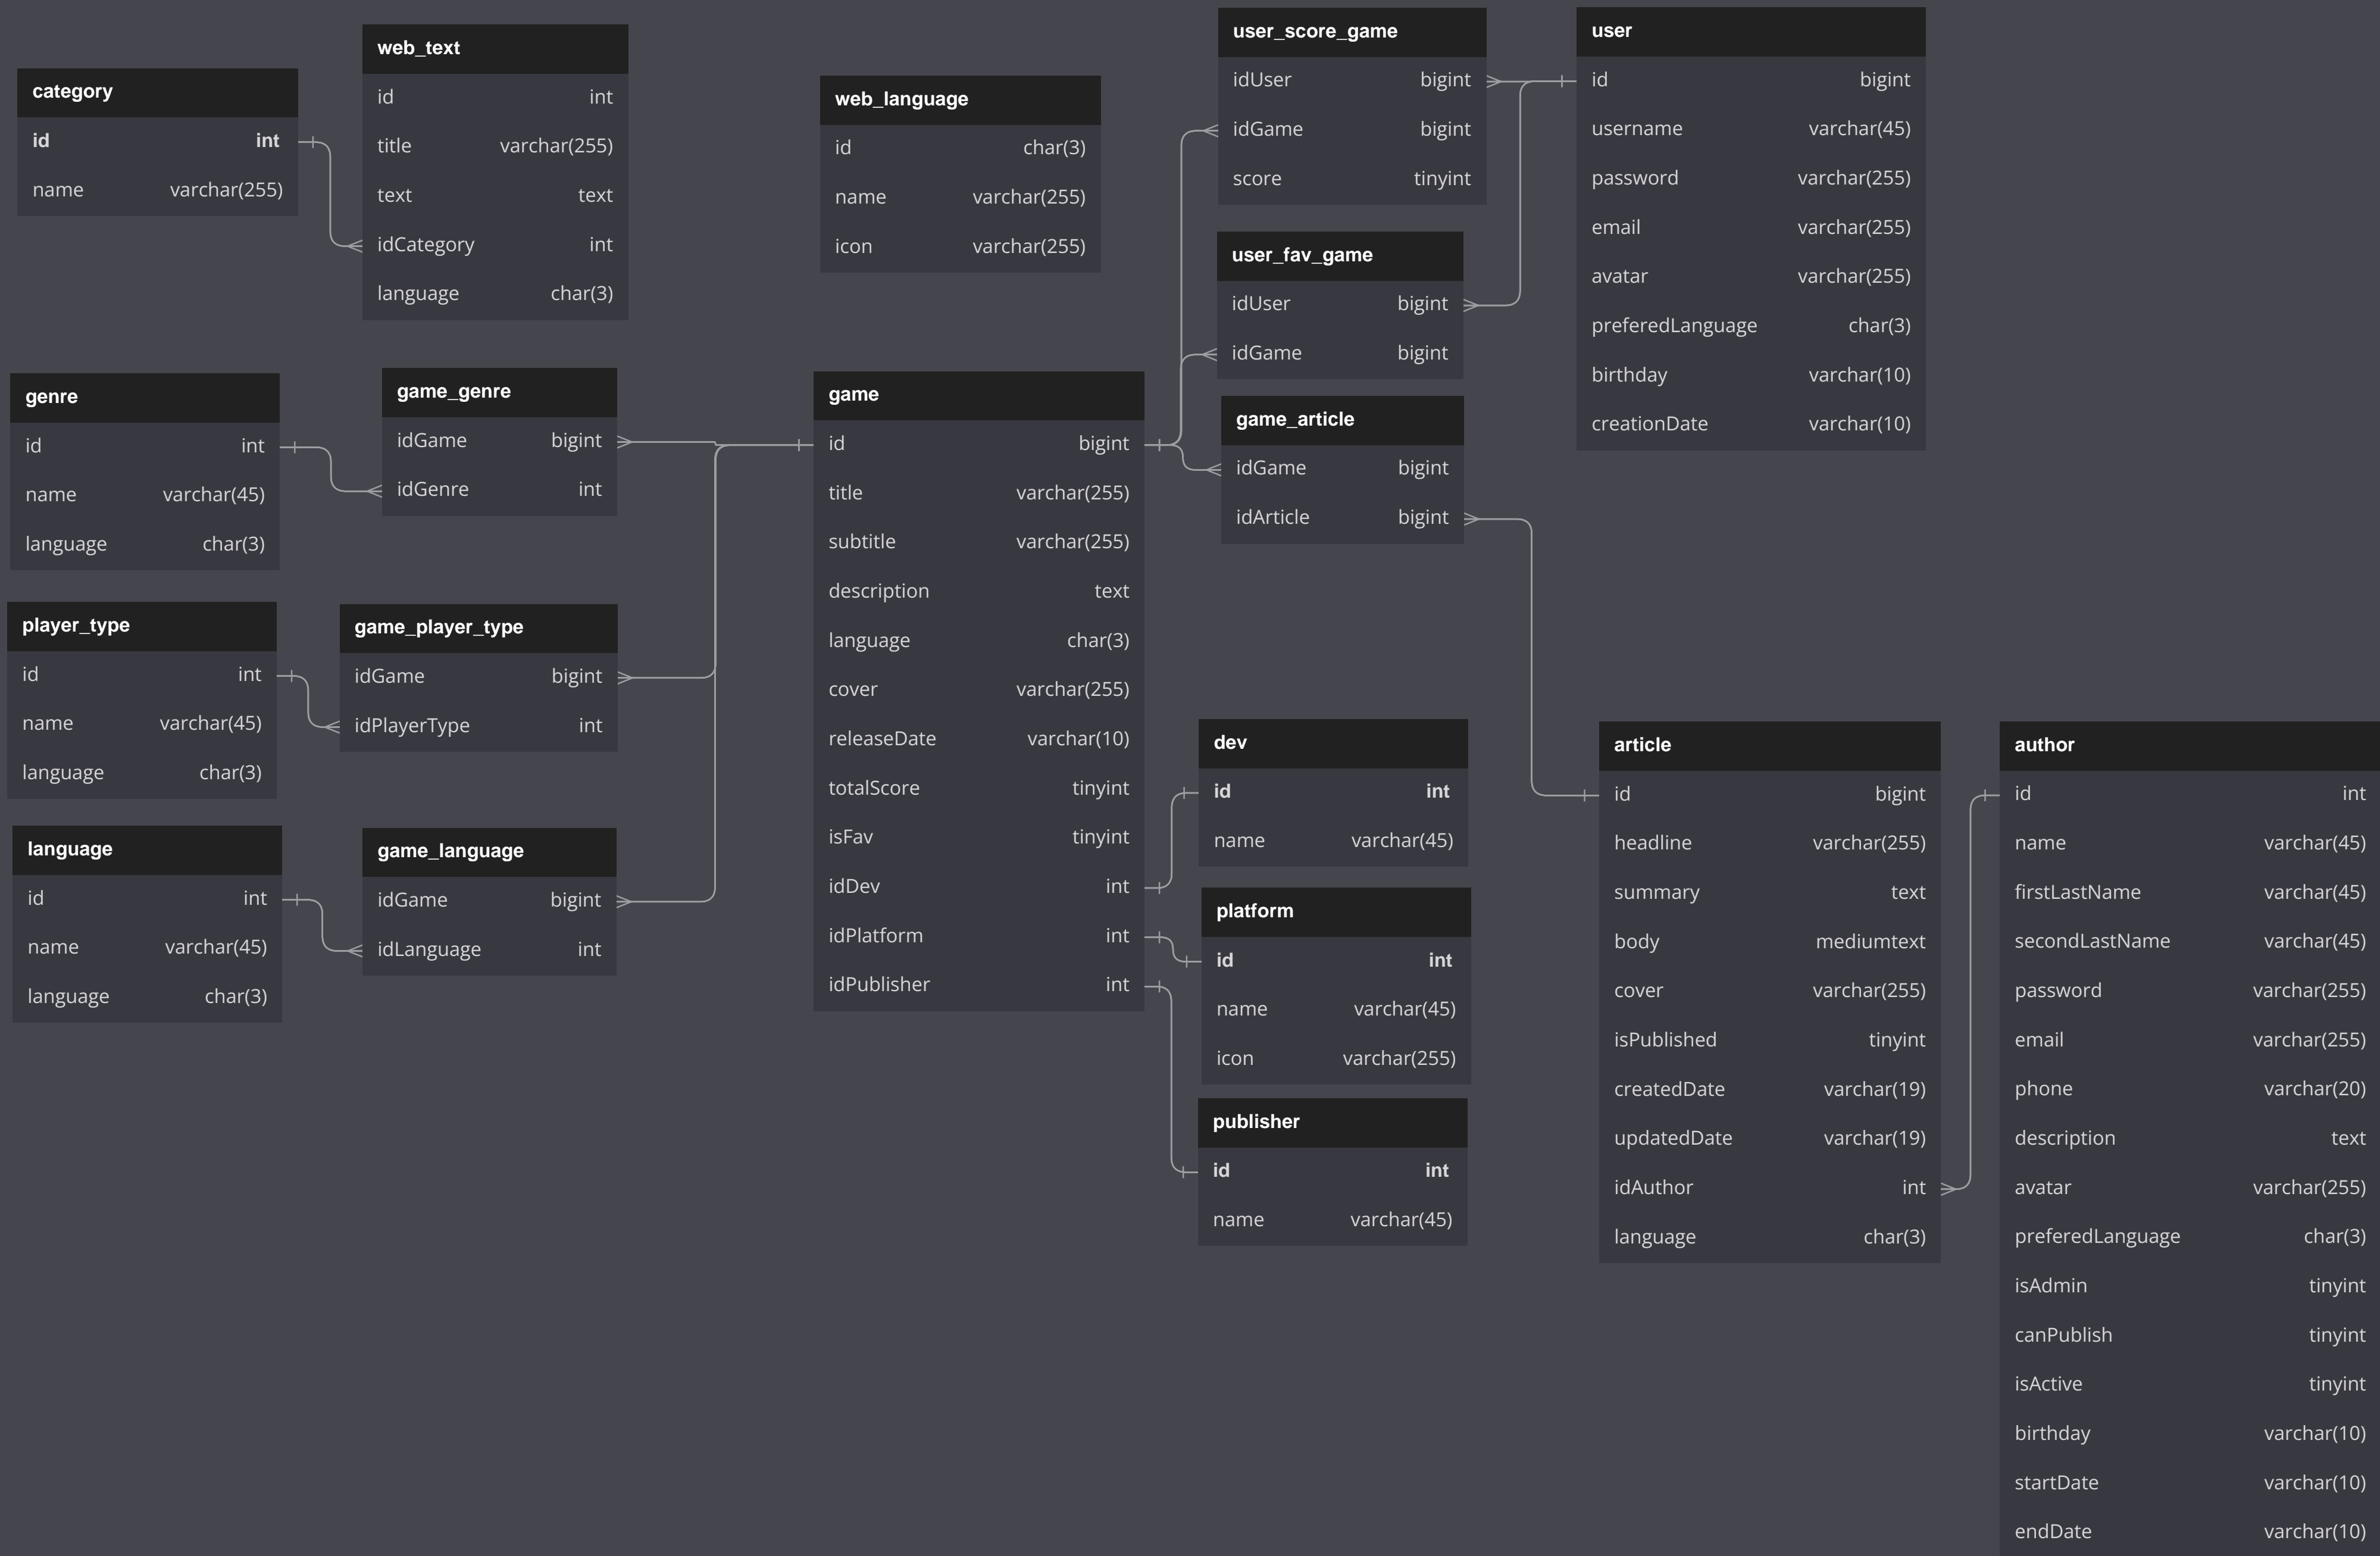 category
id int
name varchar(255)
web_text
id int
title varchar(255)
text text
idCategory int
language char(3)
web_language
id char(3)
name varchar(255)
icon varchar(255)
user_score_game
idUser bigint
idGame bigint
score tinyint
user
id bigint
username varchar(45)
password varchar(255)
email varchar(255)
avatar varchar(255)
preferedLanguage char(3)
birthday varchar(10)
creationDate varchar(10)
user_fav_game
idUser bigint
idGame bigint
genre
id int
name varchar(45)
language char(3)
game_genre
idGame bigint
idGenre int
game
id bigint
title varchar(255)
subtitle varchar(255)
description text
language char(3)
cover varchar(255)
releaseDate varchar(10)
totalScore tinyint
isFav tinyint
idDev int
idPlatform int
idPublisher int
game_article
idGame bigint
idArticle bigint
player_type
id int
name varchar(45)
language char(3)
game_player_type
idGame bigint
idPlayerType int
language
id int
name varchar(45)
language char(3)
game_language
idGame bigint
idLanguage int
dev
id int
name varchar(45)
platform
id int
name varchar(45)
icon varchar(255)
publisher
id int
name varchar(45)
article
id bigint
headline varchar(255)
summary text
body mediumtext
cover varchar(255)
isPublished tinyint
createdDate varchar(19)
updatedDate varchar(19)
idAuthor int
language char(3)
author
id int
name varchar(45)
firstLastName varchar(45)
secondLastName varchar(45)
password varchar(255)
email varchar(255)
phone varchar(20)
description text
avatar varchar(255)
preferedLanguage char(3)
isAdmin tinyint
canPublish tinyint
isActive tinyint
birthday varchar(10)
startDate varchar(10)
endDate varchar(10)